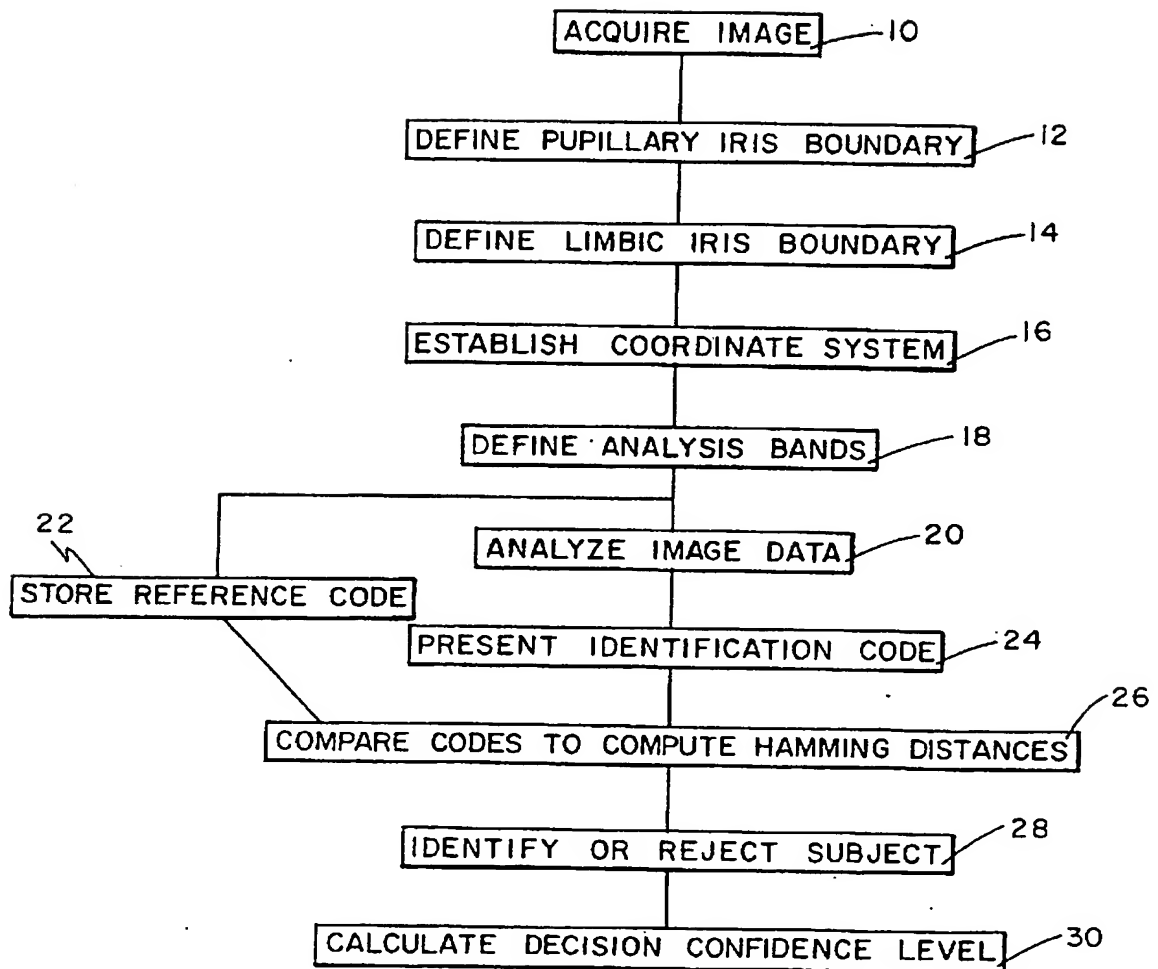 ACQUIRE IMAGE 10
DEFINE PUPILLARY IRIS BOUNDARY 12
DEFINE LIMBIC IRIS BOUNDARY 14
ESTABLISH COORDINATE SYSTEM 16
DEFINE ANALYSIS BANDS 18
22
ANALYZE IMAGE DATA 20
STORE REFERENCE CODE
PRESENT IDENTIFICATION CODE 24
26
COMPARE CODES TO COMPUTE HAMMING DISTANCES
IDENTIFY OR REJECT SUBJECT 28
CALCULATE DECISION CONFIDENCE LEVEL 30